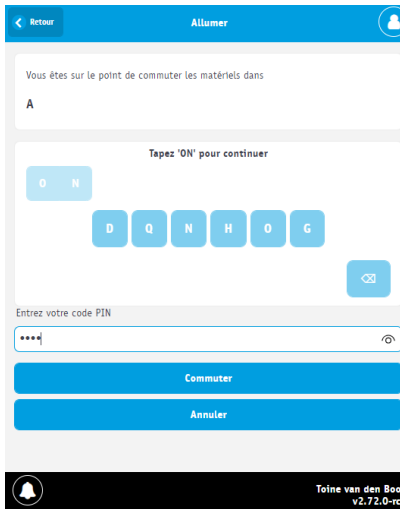 Retour
Allumer
Vous êtes sur le point de commuter les matériels dans
A
Tapez 'ON' pour continuer
O N
D Q N H O G
Entrez votre code PIN
••••
Commuter
Annuler
Toine van den Boo
v2.72.0-rc